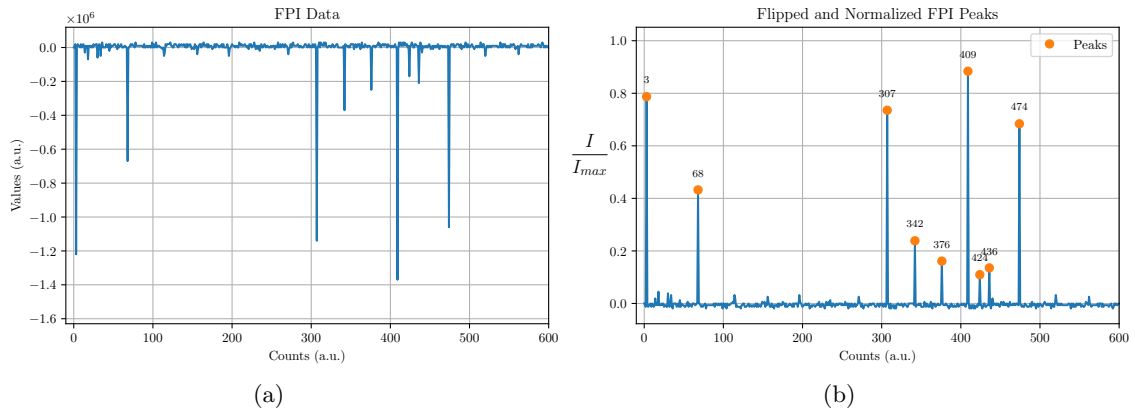 FPI Data
×10⁶
0.0
−0.2
−0.4
−0.6
−0.8
−1.0
−1.2
−1.4
−1.6
Values (a.u.)
0 100 200 300 400 500 600
Counts (a.u.)
(a)
Flipped and Normalized FPI Peaks
1.0
0.8
0.6
0.4
0.2
0.0
I
I_max
Peaks
3
68
307
342
376
409
424
436
474
0 100 200 300 400 500 600
Counts (a.u.)
(b)